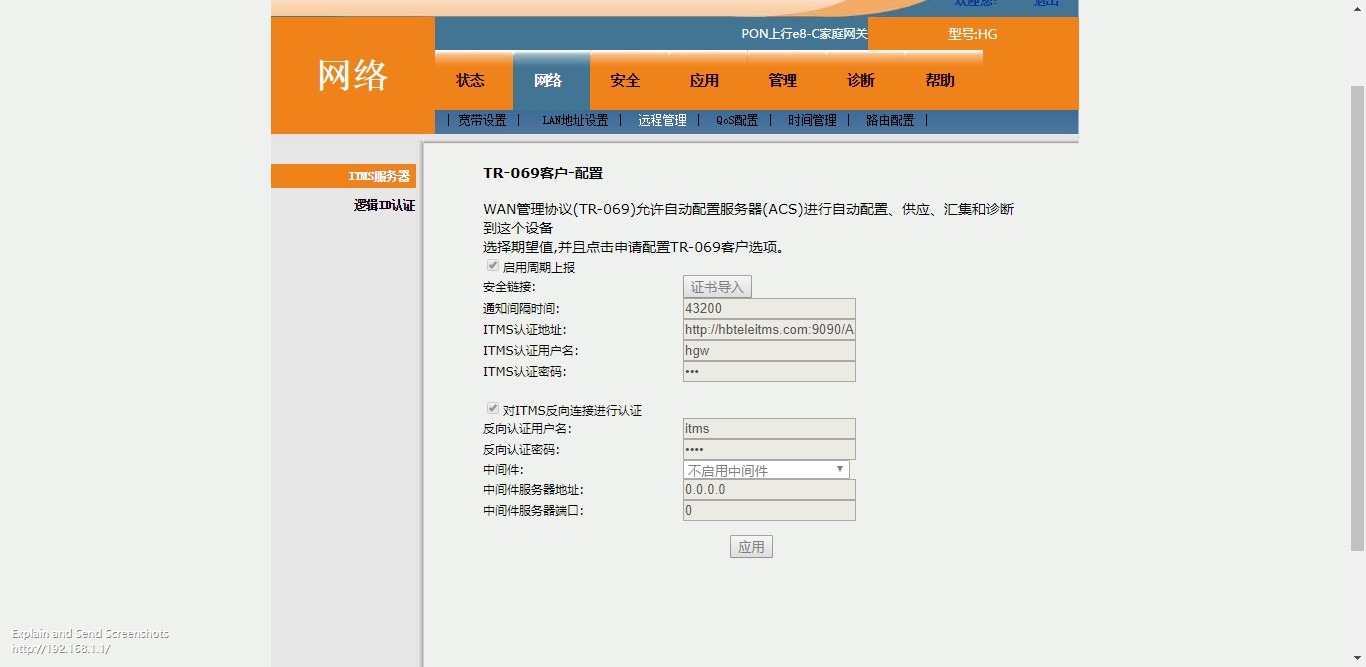 欢迎您! 退出
PON上行e8-C家庭网关 型号:HG
网络
状态 网络 安全 应用 管理 诊断 帮助
| 宽带设置 | LAN地址设置 | 远程管理 | QoS配置 | 时间管理 | 路由配置 |
ITMS服务器
逻辑ID认证
TR-069客户-配置
WAN管理协议(TR-069)允许自动配置服务器(ACS)进行自动配置、供应、汇集和诊断
到这个设备
选择期望值,并且点击申请配置TR-069客户选项。
启用周期上报
安全链接: 证书导入
通知间隔时间: 43200
ITMS认证地址: http://hbteleitms.com:9090/A
ITMS认证用户名: hgw
ITMS认证密码: •••
对ITMS反向连接进行认证
反向认证用户名: itms
反向认证密码: ••••
中间件: 不启用中间件
中间件服务器地址: 0.0.0.0
中间件服务器端口: 0
应用
Explain and Send Screenshots
http://192.168.1.1/